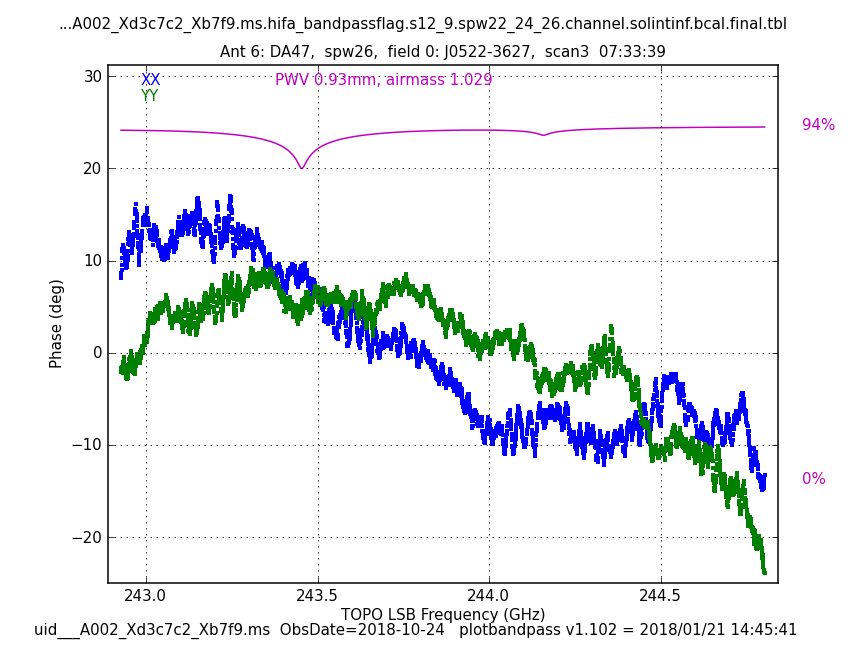 ...A002_Xd3c7c2_Xb7f9.ms.hifa_bandpassflag.s12_9.spw22_24_26.channel.solintinf.bcal.final.tbl
Ant 6: DA47,  spw26,  field 0: J0522-3627,  scan3  07:33:39
XX
YY
PWV 0.93mm, airmass 1.029
94%
0%
30
20
10
0
−10
−20
Phase (deg)
243.0 243.5 244.0 244.5
TOPO LSB Frequency (GHz)
uid___A002_Xd3c7c2_Xb7f9.ms  ObsDate=2018-10-24   plotbandpass v1.102 = 2018/01/21 14:45:41